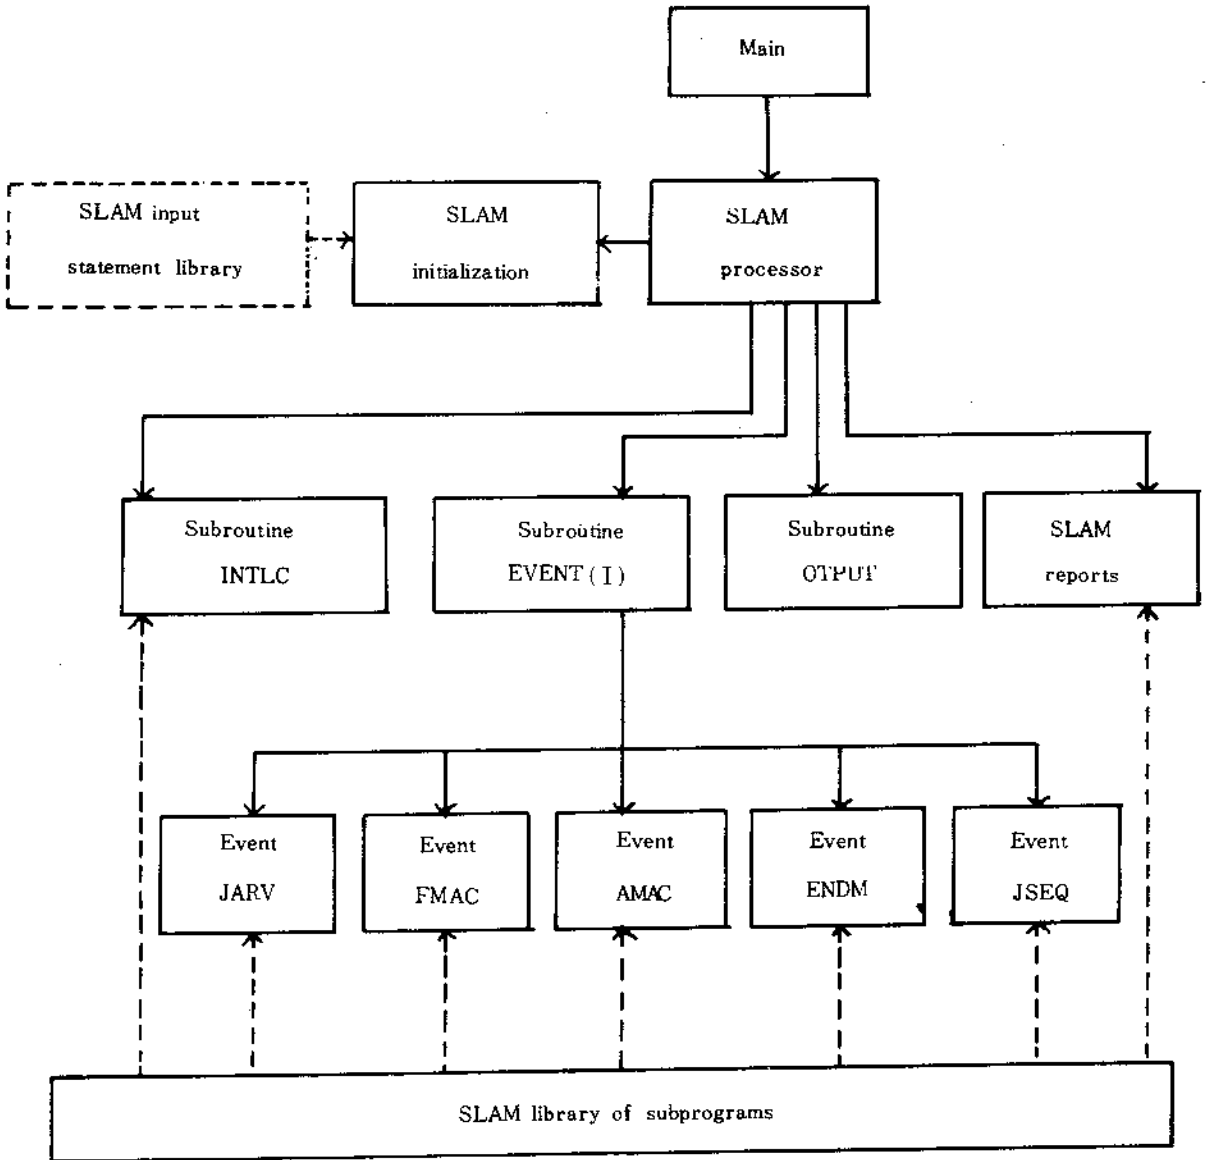 Main
SLAM input
statement library
SLAM
initialization
SLAM
processor
Subroutine
INTLC
Subroutine
EVENT (I)
Subroutine
OTPUT
SLAM
reports
Event
JARV
Event
FMAC
Event
AMAC
Event
ENDM
Event
JSEQ
SLAM library of subprograms